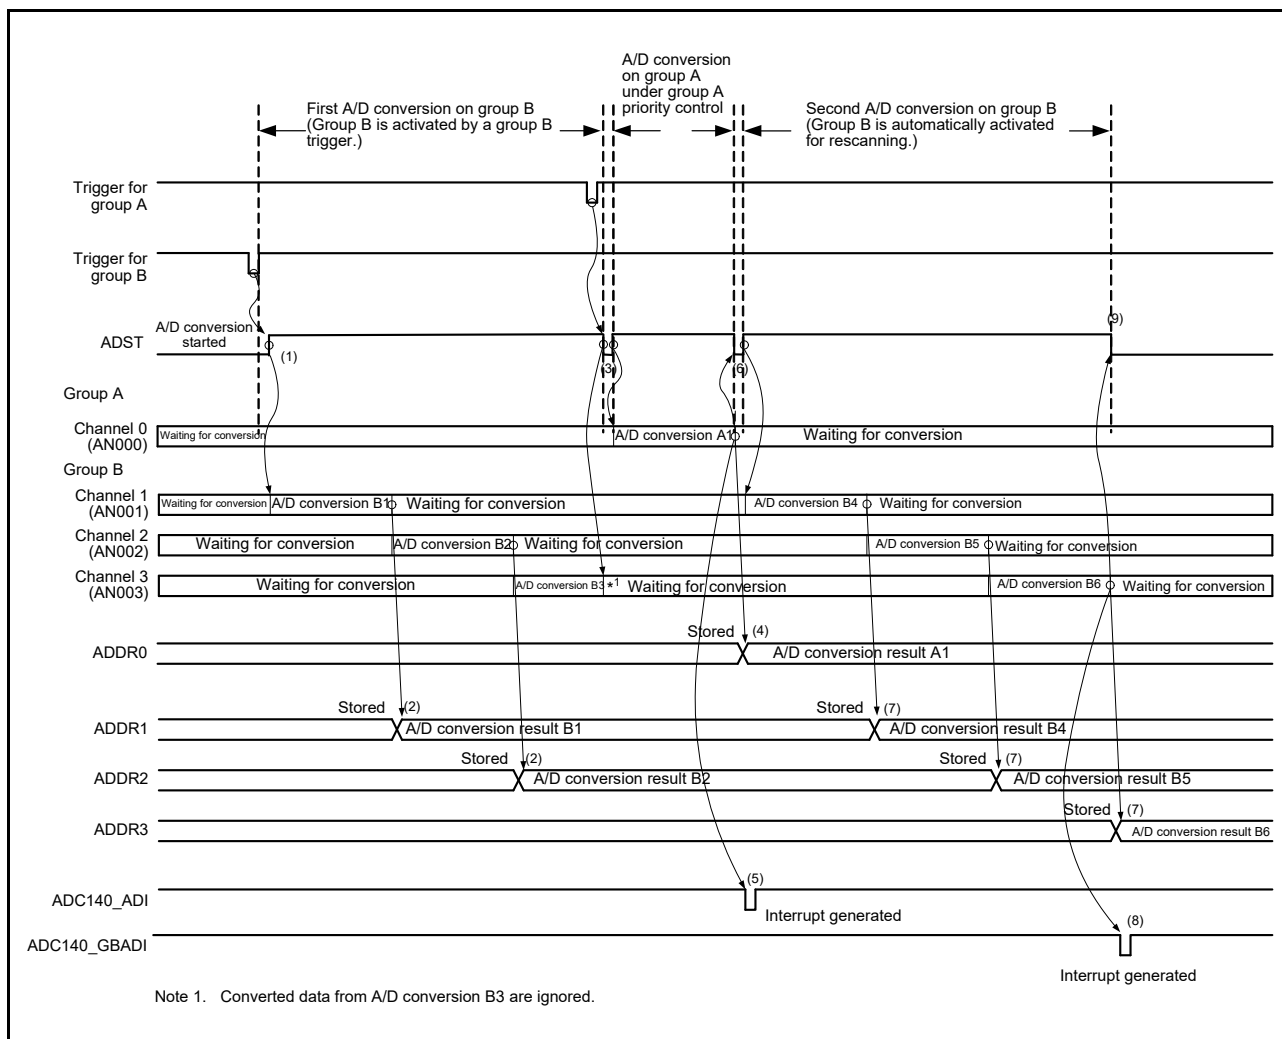 A/D conversion
on group A
under group A
priority control
First A/D conversion on group B
(Group B is activated by a group B
trigger.)
Second A/D conversion on group B
(Group B is automatically activated
for rescanning.)
Trigger for
group A
Trigger for
group B
A/D conversion
started
ADST
(1)
(3)
(6)
(9)
Group A
Channel 0
(AN000)
Waiting for conversion
A/D conversion A1
Waiting for conversion
Group B
Channel 1
(AN001)
Waiting for conversion
A/D conversion B1
Waiting for conversion
A/D conversion B4
Waiting for conversion
Channel 2
(AN002)
Waiting for conversion
A/D conversion B2
Waiting for conversion
A/D conversion B5
Waiting for conversion
Channel 3
(AN003)
Waiting for conversion
A/D conversion B3 *1
Waiting for conversion
A/D conversion B6
Waiting for conversion
Stored (4)
ADDR0
A/D conversion result A1
Stored (2)
Stored (7)
ADDR1
A/D conversion result B1
A/D conversion result B4
Stored (2)
Stored (7)
ADDR2
A/D conversion result B2
A/D conversion result B5
Stored (7)
ADDR3
A/D conversion result B6
(5)
ADC140_ADI
Interrupt generated
(8)
ADC140_GBADI
Interrupt generated
Note 1. Converted data from A/D conversion B3 are ignored.